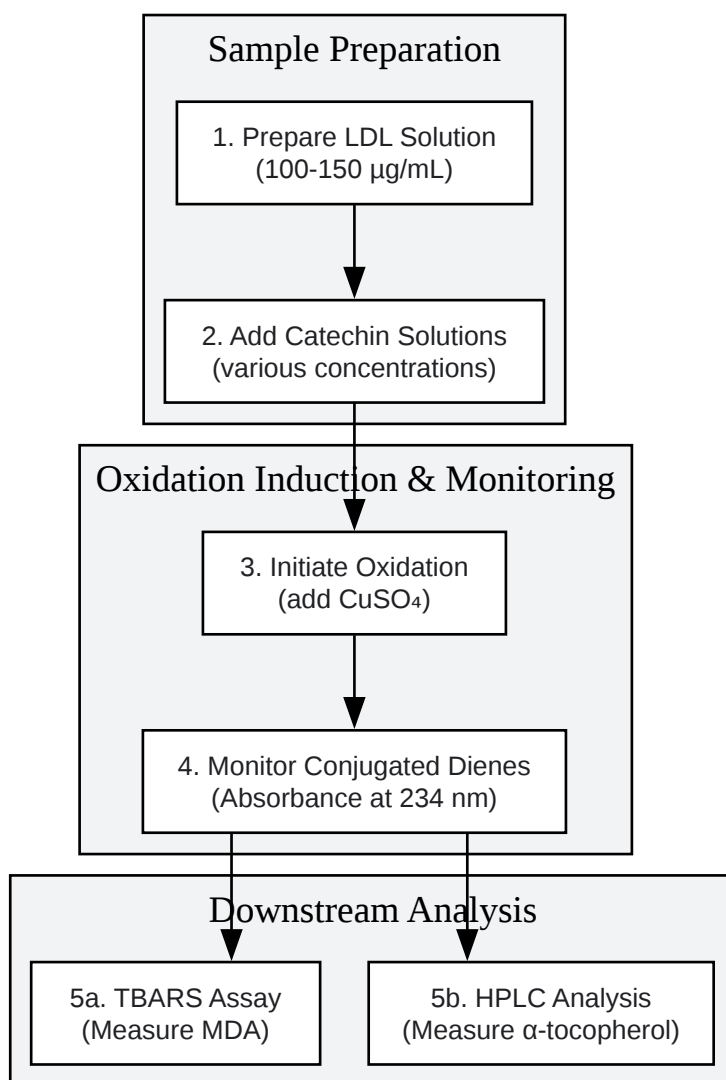 Sample Preparation
1. Prepare LDL Solution
(100-150 µg/mL)
2. Add Catechin Solutions
(various concentrations)
Oxidation Induction & Monitoring
3. Initiate Oxidation
(add CuSO₄)
4. Monitor Conjugated Dienes
(Absorbance at 234 nm)
Downstream Analysis
5a. TBARS Assay
(Measure MDA)
5b. HPLC Analysis
(Measure α-tocopherol)